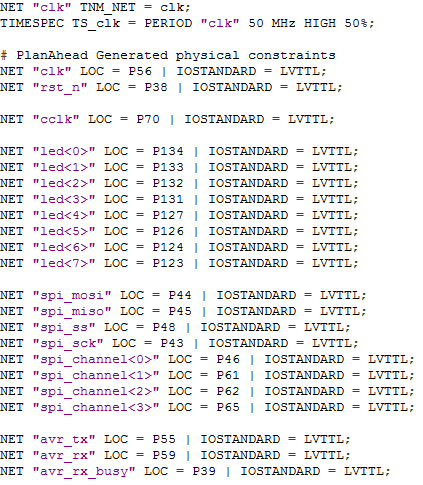 NET "clk" TNM_NET = clk;
TIMESPEC TS_clk = PERIOD "clk" 50 MHz HIGH 50%;
# PlanAhead Generated physical constraints
NET "clk" LOC = P56 | IOSTANDARD = LVTTL;
NET "rst_n" LOC = P38 | IOSTANDARD = LVTTL;
NET "cclk" LOC = P70 | IOSTANDARD = LVTTL;
NET "led<0>" LOC = P134 | IOSTANDARD = LVTTL;
NET "led<1>" LOC = P133 | IOSTANDARD = LVTTL;
NET "led<2>" LOC = P132 | IOSTANDARD = LVTTL;
NET "led<3>" LOC = P131 | IOSTANDARD = LVTTL;
NET "led<4>" LOC = P127 | IOSTANDARD = LVTTL;
NET "led<5>" LOC = P126 | IOSTANDARD = LVTTL;
NET "led<6>" LOC = P124 | IOSTANDARD = LVTTL;
NET "led<7>" LOC = P123 | IOSTANDARD = LVTTL;
NET "spi_mosi" LOC = P44 | IOSTANDARD = LVTTL;
NET "spi_miso" LOC = P45 | IOSTANDARD = LVTTL;
NET "spi_ss" LOC = P48 | IOSTANDARD = LVTTL;
NET "spi_sck" LOC = P43 | IOSTANDARD = LVTTL;
NET "spi_channel<0>" LOC = P46 | IOSTANDARD = LVTTL;
NET "spi_channel<1>" LOC = P61 | IOSTANDARD = LVTTL;
NET "spi_channel<2>" LOC = P62 | IOSTANDARD = LVTTL;
NET "spi_channel<3>" LOC = P65 | IOSTANDARD = LVTTL;
NET "avr_tx" LOC = P55 | IOSTANDARD = LVTTL;
NET "avr_rx" LOC = P59 | IOSTANDARD = LVTTL;
NET "avr_rx_busy" LOC = P39 | IOSTANDARD = LVTTL;